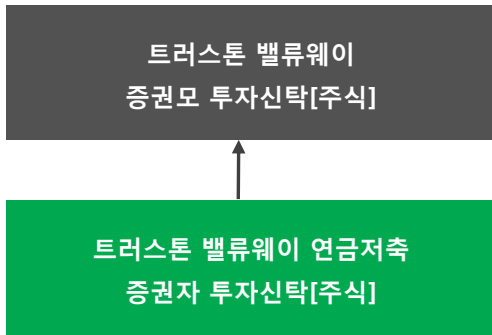 트러스톤 밸류웨이
증권모 투자신탁[주식]
트러스톤 밸류웨이 연금저축
증권자 투자신탁[주식]